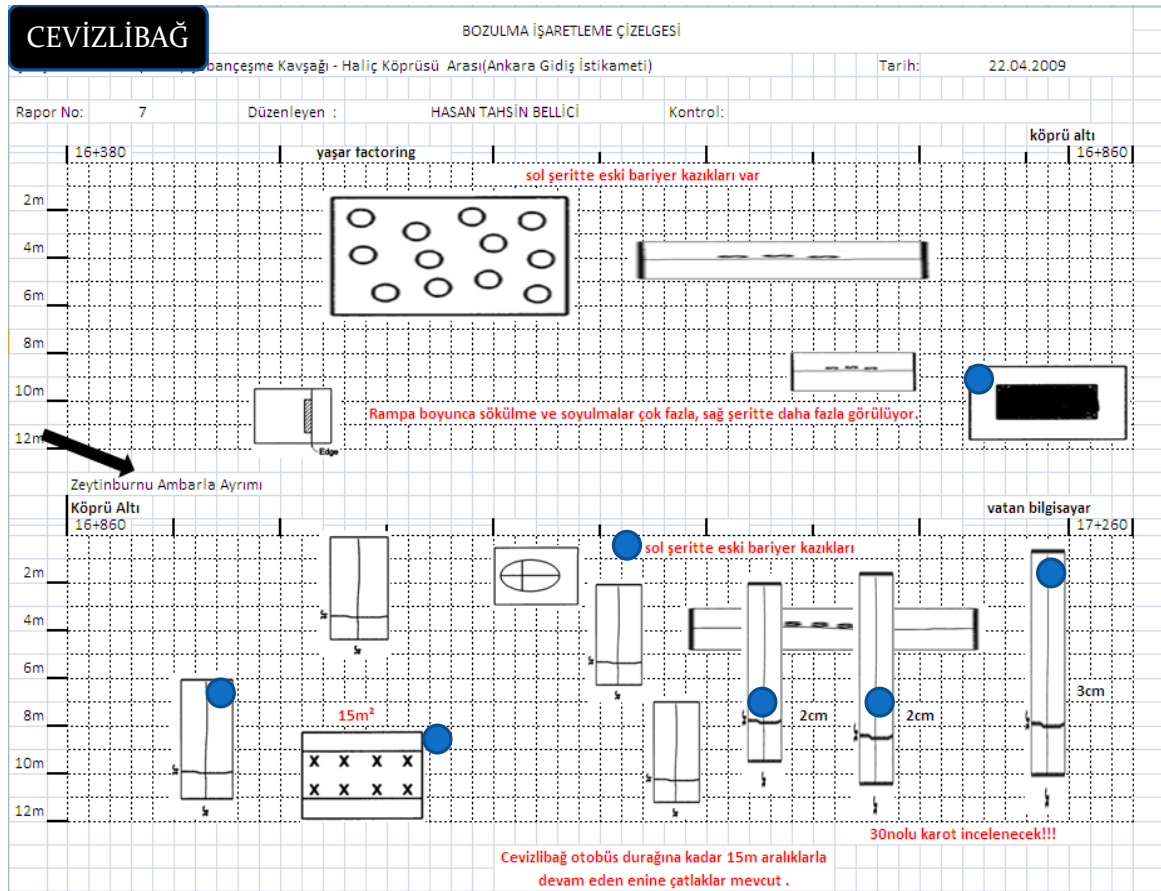 CEVİZLİBAĞ
BOZULMA İŞARETLEME ÇİZELGESİ
Kavşağı - Haliç Köprüsü Arası(Ankara Gidiş İstikameti) Tarih: 22.04.2009
Rapor No: 7 Düzenleyen : HASAN TAHSİN BELLİCİ Kontrol:
köprü altı
16+380 yaşar factoring 16+860
sol şeritte eski bariyer kazıkları var
2m
4m
6m
8m
10m
Rampa boyunca sökülme ve soyulmalar çok fazla, sağ şeritte daha fazla görülüyor.
12m
Edge
Zeytinburnu Ambarla Ayrımı
Köprü Altı vatan bilgisayar
16+860 17+260
sol şeritte eski bariyer kazıkları
2m
4m
6m
3cm
8m 15m² 2cm 2cm
X X X X
10m
X X X X
12m
30nolu karot incelenecek!!!
Cevizlibağ otobüs durağına kadar 15m aralıklarla
devam eden enine çatlaklar mevcut .